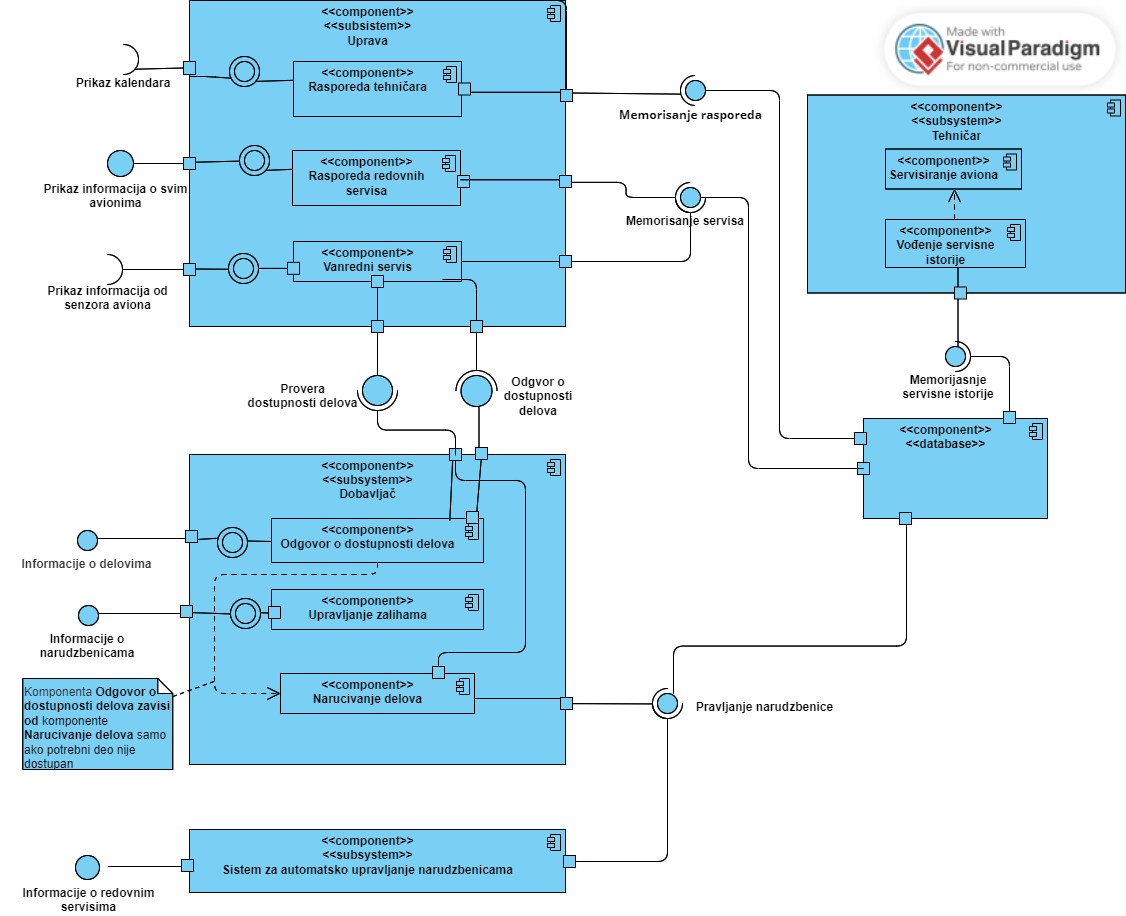 <<component>>
<<subsistem>>
Uprava
Prikaz kalendara
<<component>>
Rasporeda tehničara
Memorisanje rasporeda
Made with
VisualParadigm
For non-commercial use
<<component>>
<<subsystem>>
Tehničar
<<component>>
Servisiranje aviona
<<component>>
Vođenje servisne
istorije
Prikaz informacija o svim
avionima
<<component>>
Rasporeda redovnih
servisa
Memorisanje servisa
Prikaz informacija od
senzora aviona
<<component>>
Vanredni servis
Provera
dostupnosti delova
Odgvor o
dostupnosti
delova
Memorijasnje
servisne istorije
<<component>>
<<database>>
<<component>>
<<subsystem>>
Dobavljač
Informacije o delovima
<<component>>
Odgovor o dostupnosti delova
Informacije o
narudzbenicama
<<component>>
Upravljanje zalihama
<<component>>
Narucivanje delova
Pravljanje narudzbenice
Komponenta Odgovor o
dostupnosti delova zavisi
od komponente
Narucivanje delova samo
ako potrebni deo nije
dostupan
<<component>>
<<subsystem>>
Sistem za automatsko upravljanje narudzbenicama
Informacije o redovnim
servisima